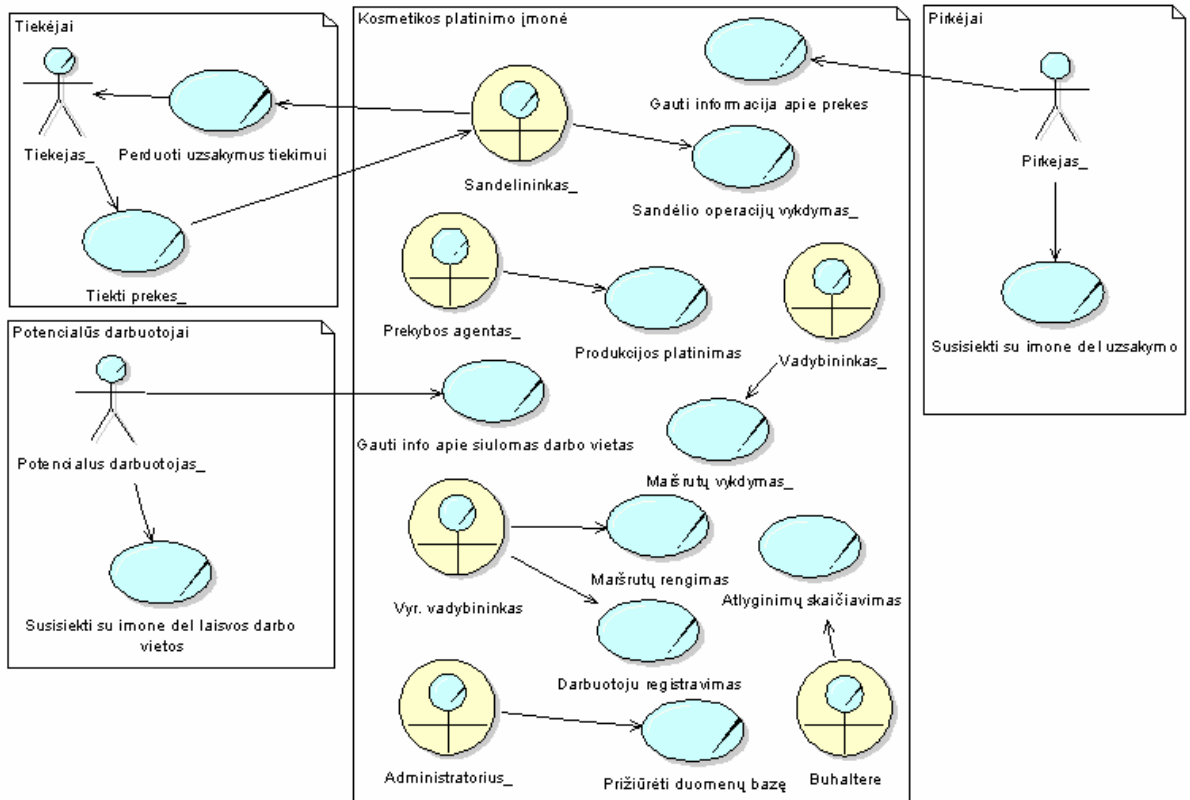 Tiekėjai
Tiekejas_
Perduoti uzsakymus tiekimui
Tiekti prekes_
Potencialūs darbuotojai
Potencialus darbuotojas_
Susisiekti su imone del laisvos darbo
vietos
Kosmetikos platinimo įmonė
Gauti informacija apie prekes
Sandelininkas_
Sandėlio operacijų vykdymas_
Prekybos agentas_
Produkcijos platinimas
Vadybininkas_
Gauti info apie siulomas darbo vietas
Maršrutų vykdymas_
Vyr. vadybininkas
Maršrutų rengimas
Atlyginimų skaičiavimas
Darbuotoju registravimas
Administratorius_
Prižiūrėti duomenų bazę
Buhaltere
Pirkėjai
Pirkejas_
Susisiekti su imone del uzsakymo